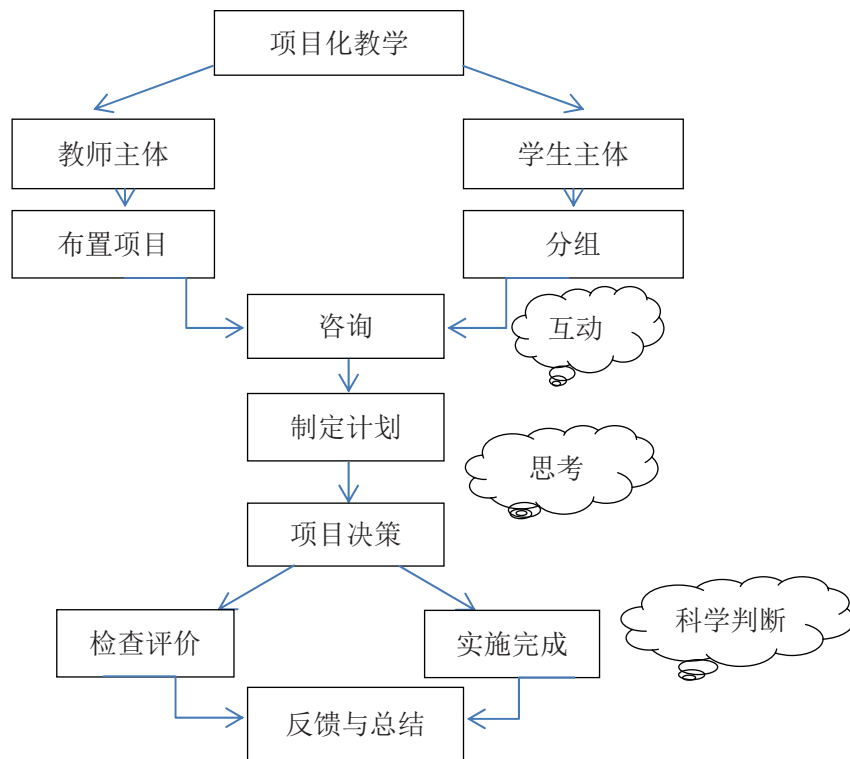 项目化教学
教师主体
学生主体
布置项目
分组
咨询
互动
制定计划
思考
项目决策
检查评价
实施完成
科学判断
反馈与总结